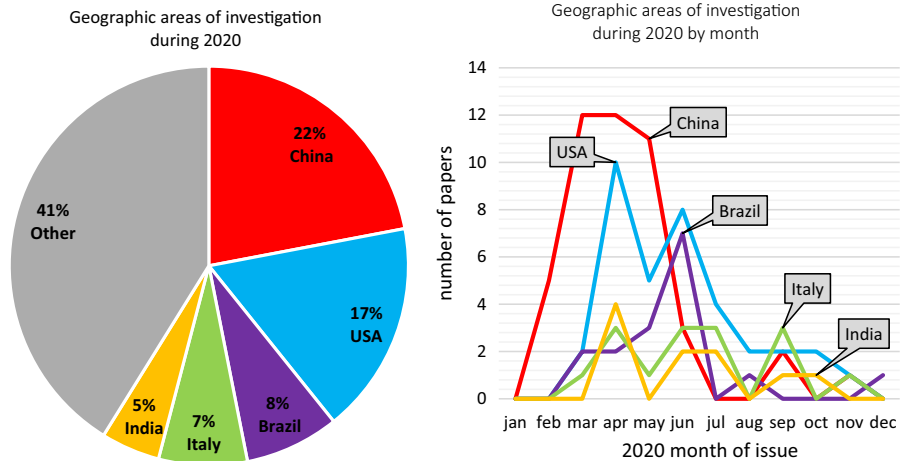 Geographic areas of investigation
during 2020
22%
China
17%
USA
8%
Brazil
7%
Italy
5%
India
41%
Other
Geographic areas of investigation
during 2020 by month
number of papers
14
12
10
8
6
4
2
0
China
USA
Brazil
Italy
India
jan feb mar apr may jun jul aug sep oct nov dec
2020 month of issue